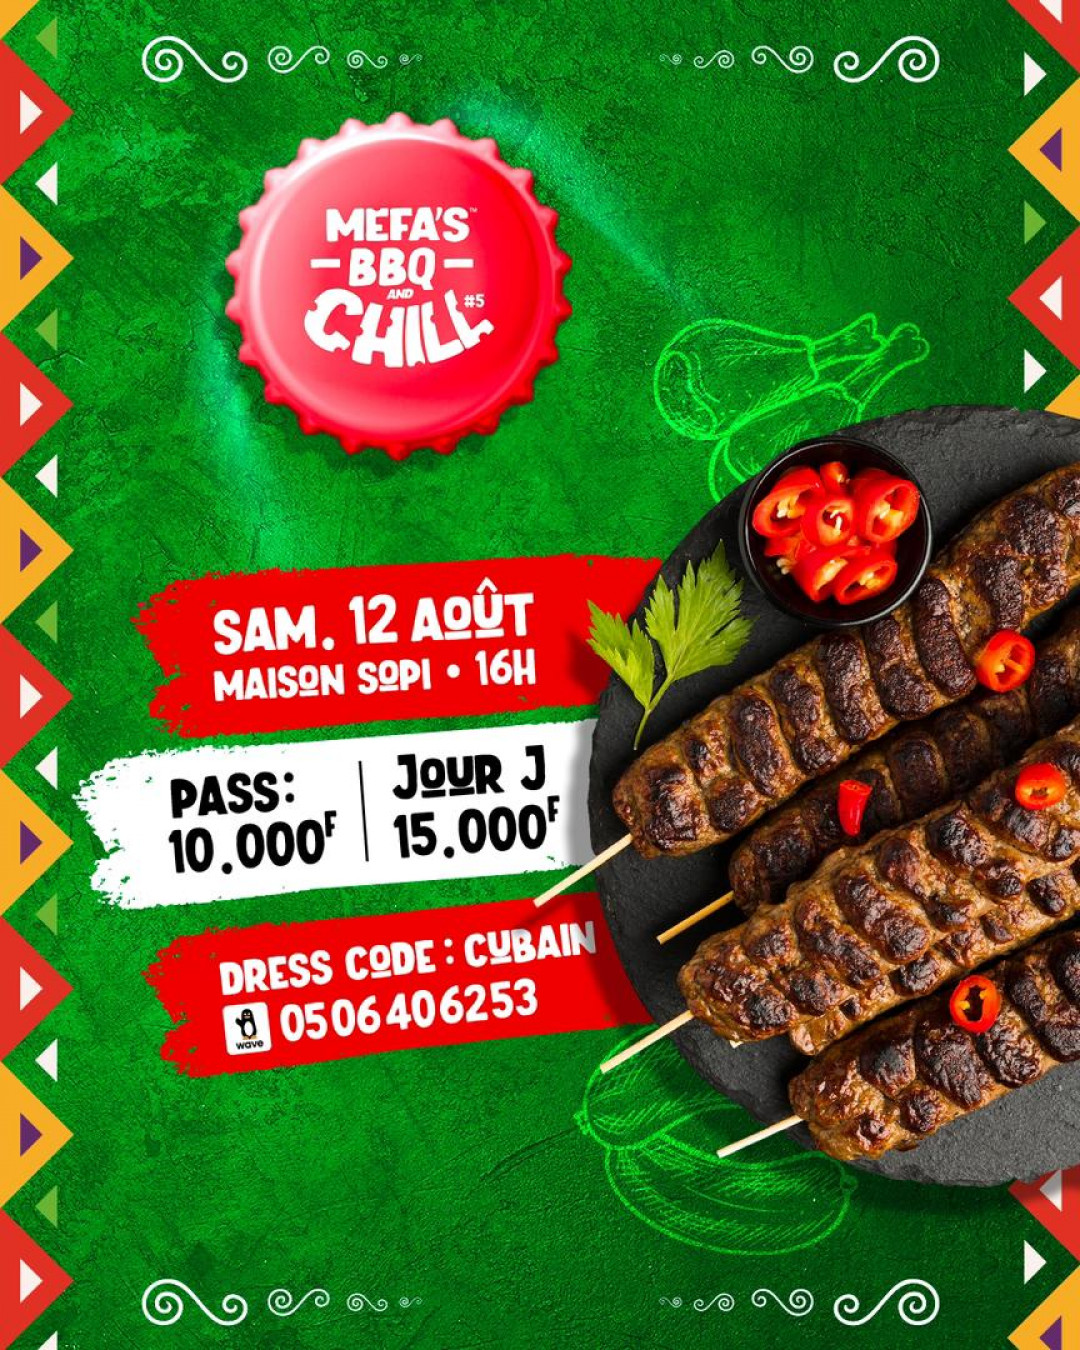 MEFA'S™
BBQ
AND
CHILL #5
SAM. 12 AOÛT
MAISON SOPI • 16H
PASS:
10.000F
JOUR J
15.000F
DRESS CODE : CUBAIN
wave
0506406253